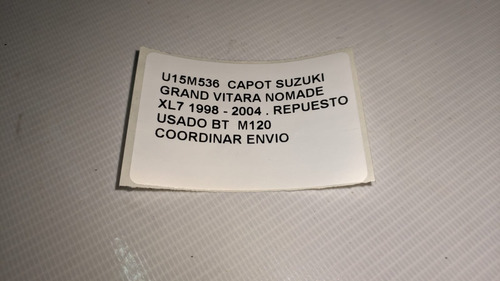 U15M536 CAPOT SUZUKI
GRAND VITARA NOMADE
XL7 1998 - 2004 . REPUESTO
USADO BT M120
COORDINAR ENVIO